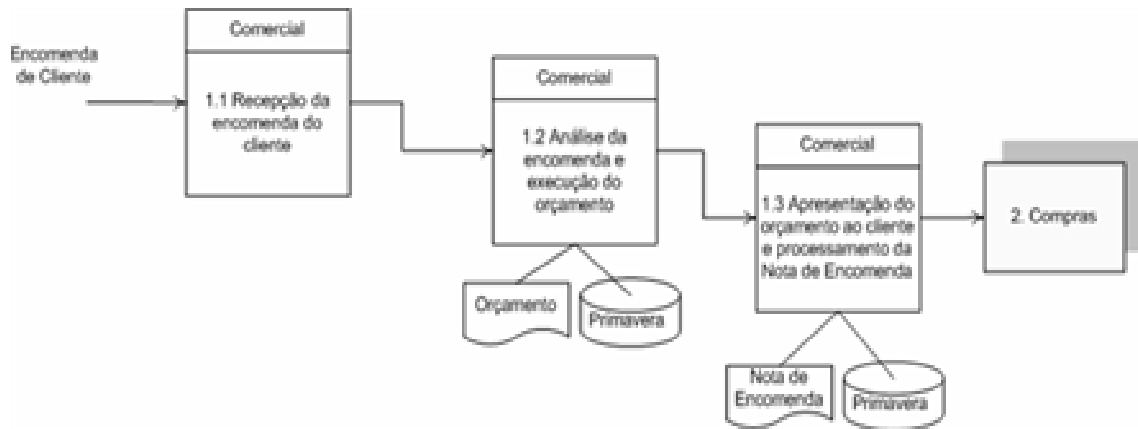 Encomenda
de Cliente
Comercial
1.1 Recepção da
encomenda do
cliente
Comercial
1.2 Análise da
encomenda e
execução do
orçamento
Orçamento
Primavera
Comercial
1.3 Apresentação do
orçamento ao cliente
e processamento da
Nota de Encomenda
Nota de
Encomenda
Primavera
2. Compras